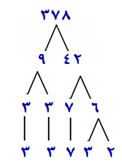 ٣٧٨
٩ ٤٢
٣ ٣ ٧ ٦
٣ ٣ ٧ ٣ ٢